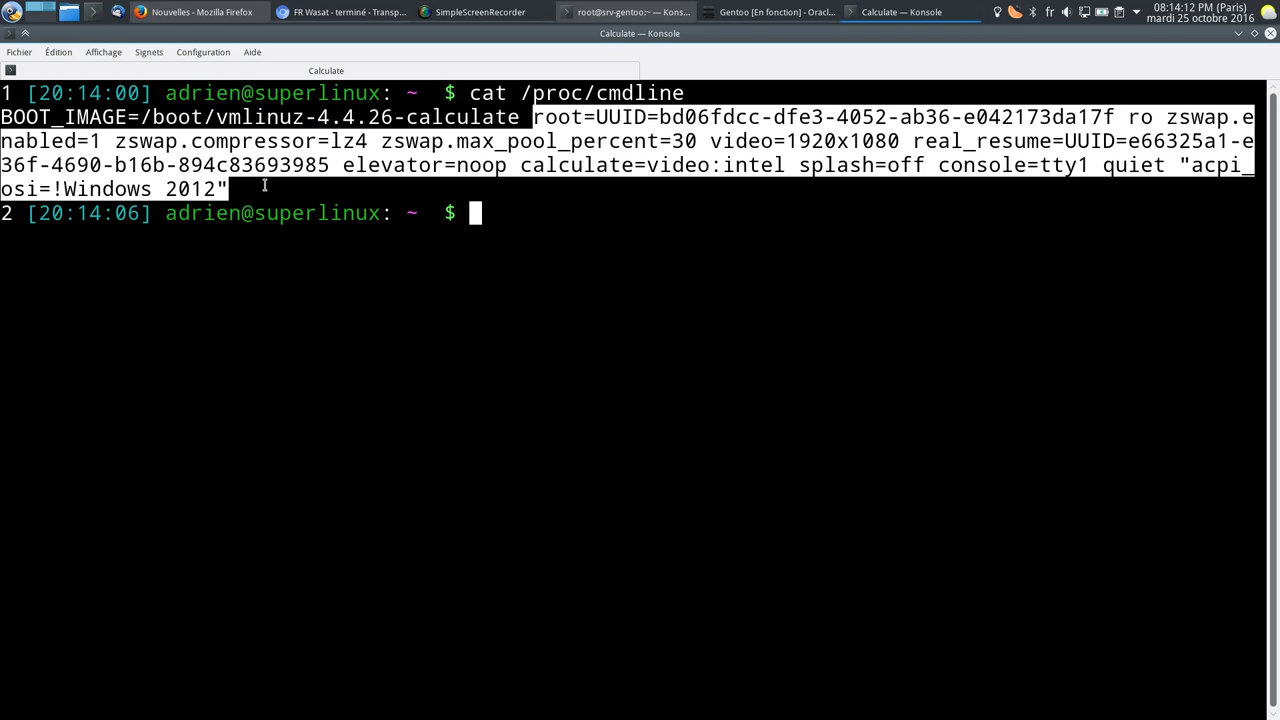 Nouvelles - Mozilla Firefox
FR Wasat - terminé - Transp...
SimpleScreenRecorder
root@srv-gentoo:~ — Kons...
Gentoo [En fonction] - Oracl...
Calculate — Konsole
fr
08:14:12 PM (Paris)
mardi 25 octobre 2016
Calculate — Konsole
Fichier Édition Affichage Signets Configuration Aide
Calculate
1 [20:14:00] adrien@superlinux: ~ $ cat /proc/cmdline
BOOT_IMAGE=/boot/vmlinuz-4.4.26-calculate root=UUID=bd06fdcc-dfe3-4052-ab36-e042173da17f ro zswap.e
nabled=1 zswap.compressor=lz4 zswap.max_pool_percent=30 video=1920x1080 real_resume=UUID=e66325a1-e
36f-4690-b16b-894c83693985 elevator=noop calculate=video:intel splash=off console=tty1 quiet "acpi_
osi=!Windows 2012"
2 [20:14:06] adrien@superlinux: ~ $